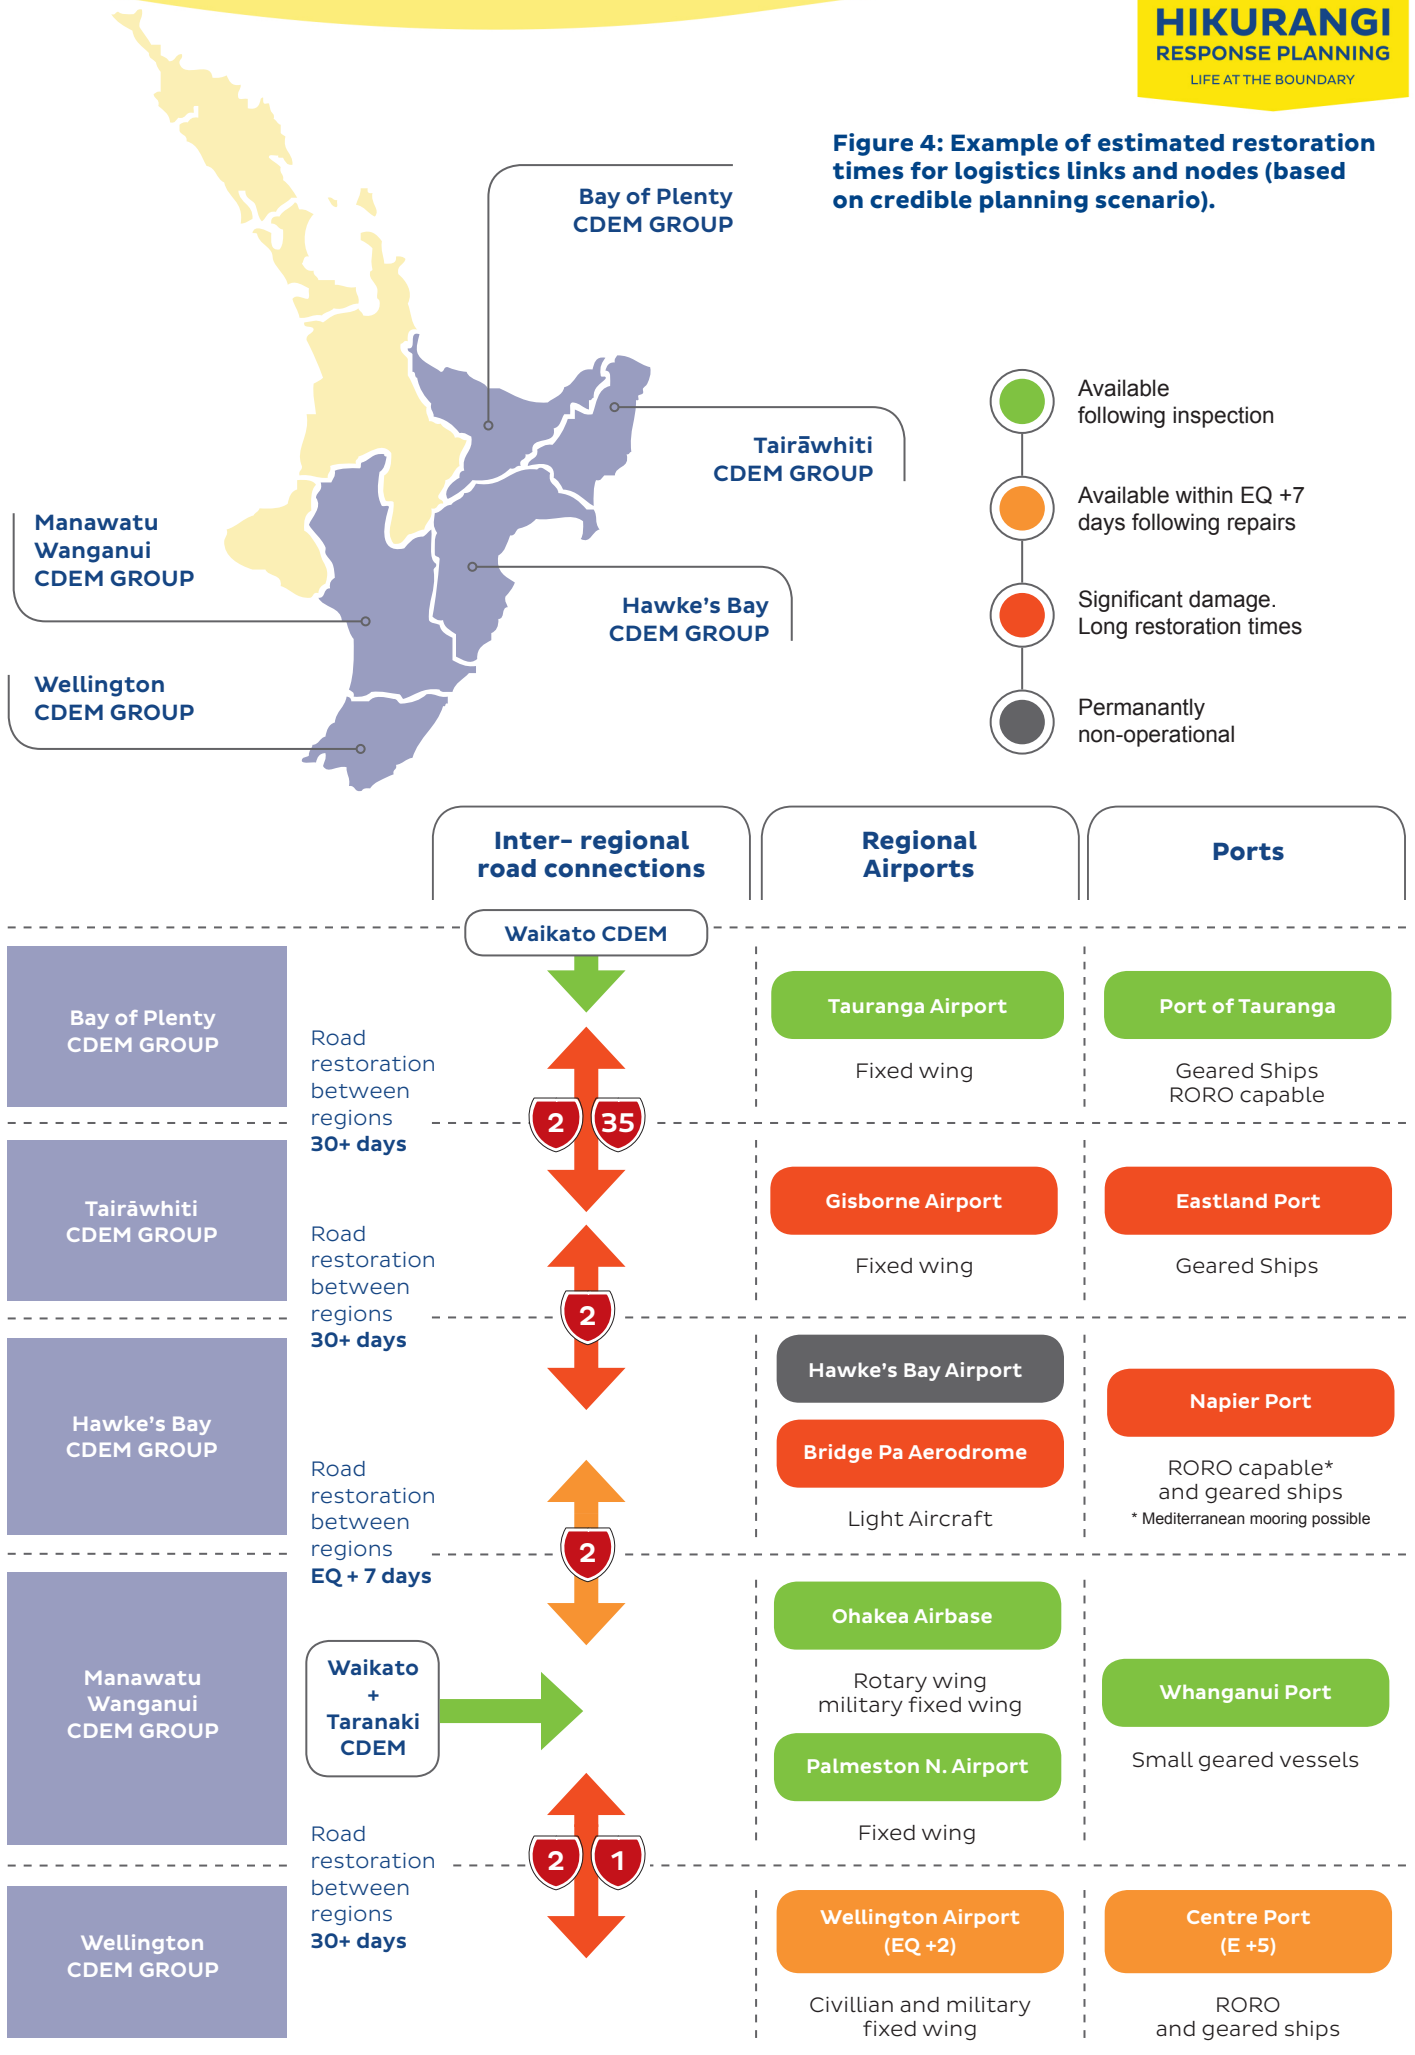 HIKURANGI
RESPONSE PLANNING
LIFE AT THE BOUNDARY
Figure 4: Example of estimated restoration
times for logistics links and nodes (based
on credible planning scenario).
Bay of Plenty
CDEM GROUP
Tairāwhiti
CDEM GROUP
Manawatu
Wanganui
CDEM GROUP
Hawke's Bay
CDEM GROUP
Wellington
CDEM GROUP
Available
following inspection
Available within EQ +7
days following repairs
Significant damage.
Long restoration times
Permanantly
non-operational
Inter- regional
road connections
Regional
Airports
Ports
Waikato CDEM
Bay of Plenty
CDEM GROUP
Road
restoration
between
regions
30+ days
2 35
Tauranga Airport
Fixed wing
Port of Tauranga
Geared Ships
RORO capable
Tairāwhiti
CDEM GROUP
Road
restoration
between
regions
30+ days
2
Gisborne Airport
Fixed wing
Eastland Port
Geared Ships
Hawke's Bay
CDEM GROUP
Road
restoration
between
regions
EQ + 7 days
2
Hawke's Bay Airport
Bridge Pa Aerodrome
Light Aircraft
Napier Port
RORO capable*
and geared ships
* Mediterranean mooring possible
Manawatu
Wanganui
CDEM GROUP
Waikato
+
Taranaki
CDEM
Ohakea Airbase
Rotary wing
military fixed wing
Palmeston N. Airport
Fixed wing
Whanganui Port
Small geared vessels
Road
restoration
between
regions
30+ days
2 1
Wellington
CDEM GROUP
Wellington Airport
(EQ +2)
Civillian and military
fixed wing
Centre Port
(E +5)
RORO
and geared ships